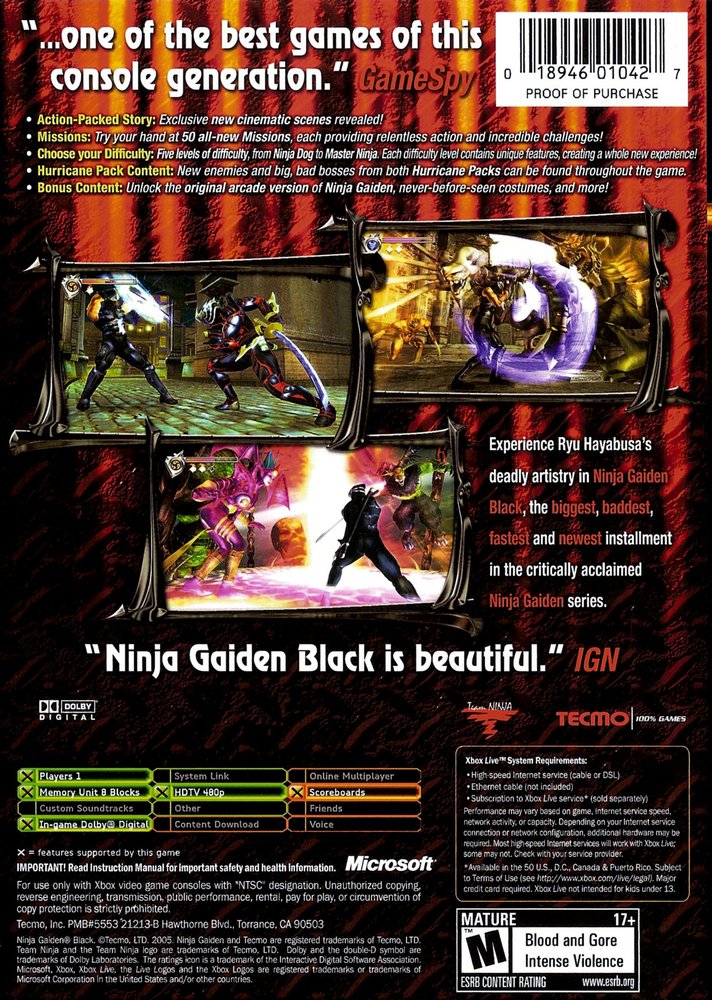 "...one of the best games of this
console generation." GameSpy
0 18946 01042 7
PROOF OF PURCHASE
• Action-Packed Story: Exclusive new cinematic scenes revealed!
• Missions: Try your hand at 50 all-new Missions, each providing relentless action and incredible challenges!
• Choose your Difficulty: Five levels of difficulty, from Ninja Dog to Master Ninja. Each difficulty level contains unique features, creating a whole new experience!
• Hurricane Pack Content: New enemies and big, bad bosses from both Hurricane Packs can be found throughout the game.
• Bonus Content: Unlock the original arcade version of Ninja Gaiden, never-before-seen costumes, and more!
Experience Ryu Hayabusa's
deadly artistry in Ninja Gaiden
Black, the biggest, baddest,
fastest and newest installment
in the critically acclaimed
Ninja Gaiden series.
"Ninja Gaiden Black is beautiful." IGN
DOLBY
DIGITAL
Team NINJA
TECMO 100% GAMES
Players 1
System Link
Online Multiplayer
Memory Unit 8 Blocks
HDTV 480p
Scoreboards
Custom Soundtracks
Other
Friends
In-game Dolby® Digital
Content Download
Voice
X = features supported by this game
IMPORTANT! Read Instruction Manual for important safety and health information.
Microsoft
For use only with Xbox video game consoles with "NTSC" designation. Unauthorized copying,
reverse engineering, transmission, public performance, rental, pay for play, or circumvention of
copy protection is strictly prohibited.
Tecmo, Inc. PMB#5553 21213-B Hawthorne Blvd., Torrance, CA 90503
Ninja Gaiden® Black. ©Tecmo, LTD. 2005. Ninja Gaiden and Tecmo are registered trademarks of Tecmo, LTD.
Team Ninja and the Team Ninja logo are trademarks of Tecmo, LTD. Dolby and the double-D symbol are
trademarks of Dolby Laboratories. The ratings icon is a trademark of the Interactive Digital Software Association.
Microsoft, Xbox, Xbox Live, the Live Logos and the Xbox Logos are registered trademarks or trademarks of
Microsoft Corporation in the United States and/or other countries.
Xbox Live™ System Requirements:
• High-speed Internet service (cable or DSL)
• Ethernet cable (not included)
• Subscription to Xbox Live service* (sold separately)
Performance may vary based on game, Internet service speed,
network activity, or capacity. Depending on your Internet service
connection or network configuration, additional hardware may be
required. Most high-speed Internet services will work with Xbox Live;
some may not. Check with your service provider.
*Available in the 50 U.S., D.C., Canada & Puerto Rico. Subject
to Terms of Use (see http://www.xbox.com/live/legal). Major
credit card required. Xbox Live not intended for kids under 13.
MATURE 17+
M
Blood and Gore
Intense Violence
ESRB CONTENT RATING www.esrb.org